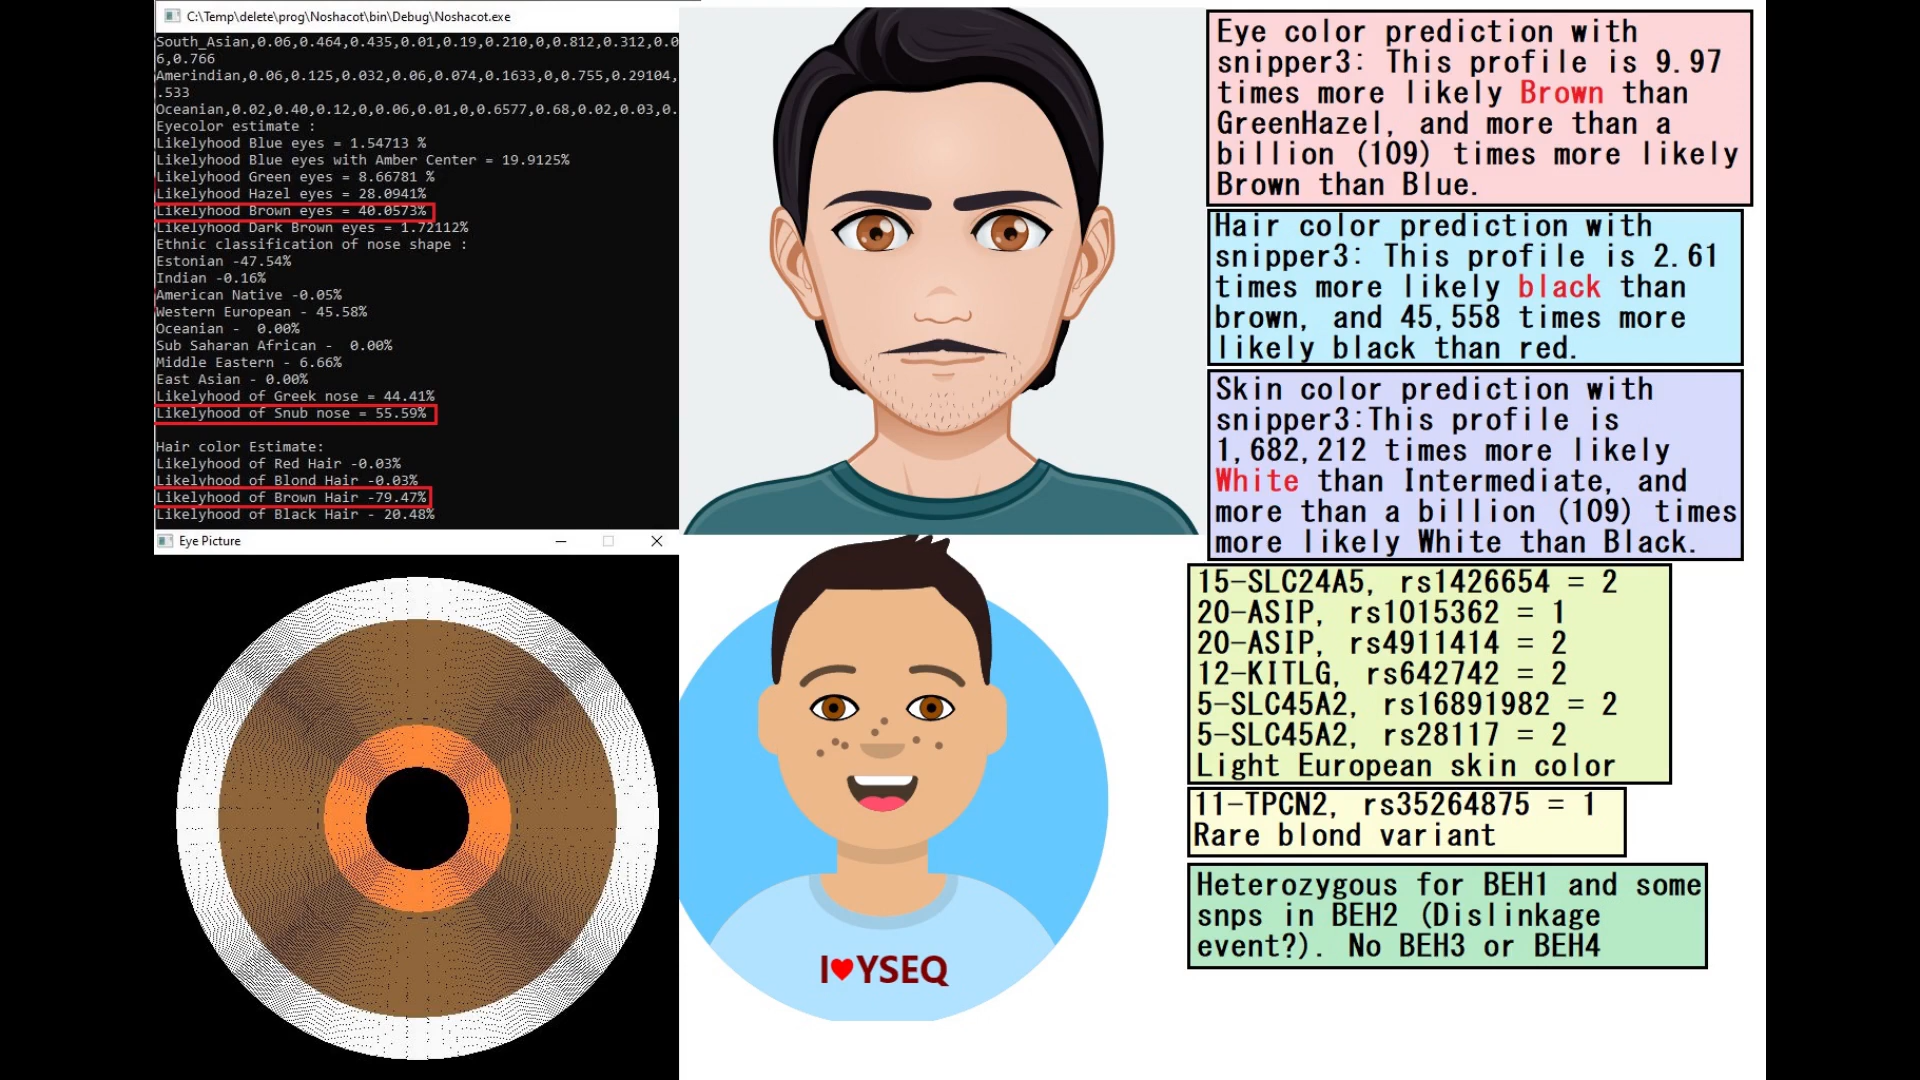 C:\Temp\delete\prog\Noshacot\bin\Debug\Noshacot.exe
South_Asian,0.06,0.464,0.435,0.01,0.19,0.210,0,0.812,0.312,0.0
6,0.766
Amerindian,0.06,0.125,0.032,0.06,0.074,0.1633,0,0.755,0.29104,
.533
Oceanian,0.02,0.40,0.12,0,0.06,0.01,0,0.6577,0.68,0.02,0.03,0.
Eyecolor estimate :
Likelyhood Blue eyes = 1.54713 %
Likelyhood Blue eyes with Amber Center = 19.9125%
Likelyhood Green eyes = 8.66781 %
Likelyhood Hazel eyes = 28.0941%
Likelyhood Brown eyes = 40.0573%
Likelyhood Dark Brown eyes = 1.72112%
Ethnic classification of nose shape :
Estonian -47.54%
Indian -0.16%
American Native -0.05%
Western European - 45.58%
Oceanian -  0.00%
Sub Saharan African -  0.00%
Middle Eastern - 6.66%
East Asian - 0.00%
Likelyhood of Greek nose = 44.41%
Likelyhood of Snub nose = 55.59%
Hair color Estimate:
Likelyhood of Red Hair -0.03%
Likelyhood of Blond Hair -0.03%
Likelyhood of Brown Hair -79.47%
Likelyhood of Black Hair - 20.48%
Eye Picture
I♥YSEQ
Eye color prediction with
snipper3: This profile is 9.97
times more likely Brown than
GreenHazel, and more than a
billion (109) times more likely
Brown than Blue.
Hair color prediction with
snipper3: This profile is 2.61
times more likely black than
brown, and 45,558 times more
likely black than red.
Skin color prediction with
snipper3:This profile is
1,682,212 times more likely
White than Intermediate, and
more than a billion (109) times
more likely White than Black.
15-SLC24A5, rs1426654 = 2
20-ASIP, rs1015362 = 1
20-ASIP, rs4911414 = 2
12-KITLG, rs642742 = 2
5-SLC45A2, rs16891982 = 2
5-SLC45A2, rs28117 = 2
Light European skin color
11-TPCN2, rs35264875 = 1
Rare blond variant
Heterozygous for BEH1 and some
snps in BEH2 (Dislinkage
event?). No BEH3 or BEH4